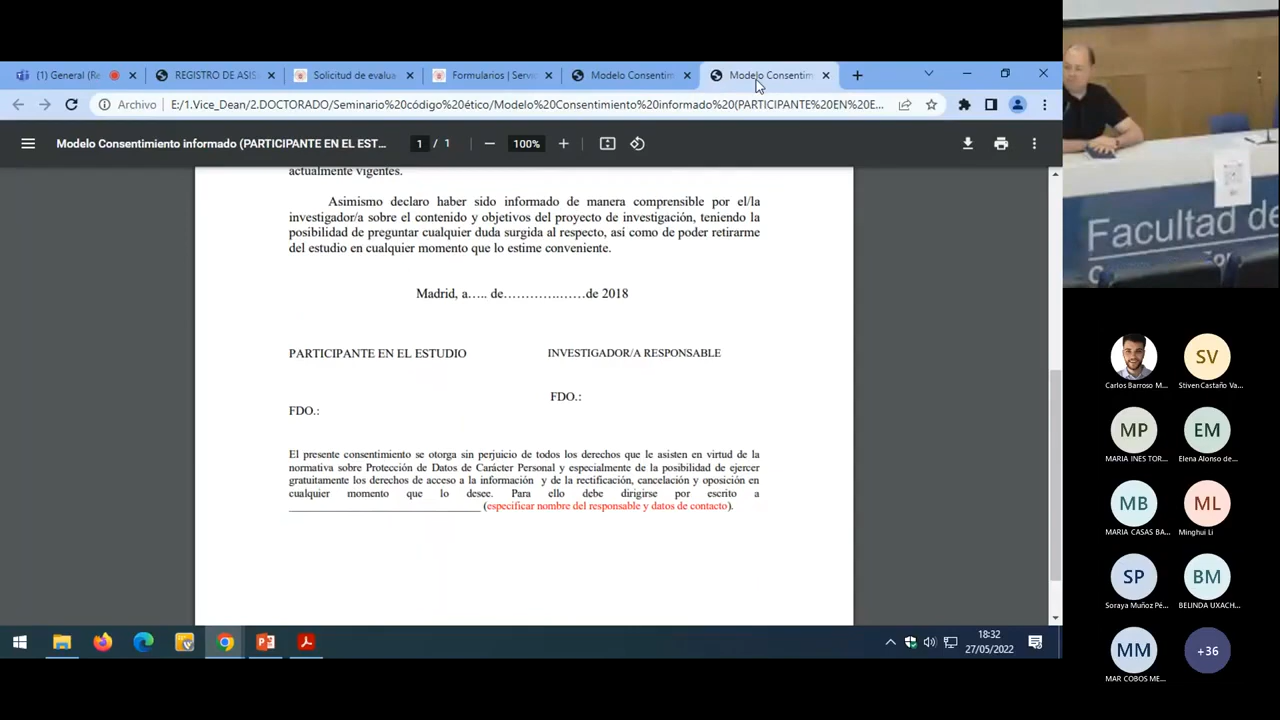 (1) General (Re
REGISTRO DE ASIS
Solicitud de evalua
Formularios | Servi
Modelo Consentim
Modelo Consentim
Archivo
E:/1.Vice_Dean/2.DOCTORADO/Seminario%20código%20ético/Modelo%20Consentimiento%20informado%20(PARTICIPANTE%20EN%20E...
Modelo Consentimiento informado (PARTICIPANTE EN EL EST...
1 / 1
100%
actualmente vigentes.
Asimismo declaro haber sido informado de manera comprensible por el/la
investigador/a sobre el contenido y objetivos del proyecto de investigación, teniendo la
posibilidad de preguntar cualquier duda surgida al respecto, así como de poder retirarme
del estudio en cualquier momento que lo estime conveniente.
Madrid, a..... de..................de 2018
PARTICIPANTE EN EL ESTUDIO
INVESTIGADOR/A RESPONSABLE
FDO.:
FDO.:
El presente consentimiento se otorga sin perjuicio de todos los derechos que le asisten en virtud de la
normativa sobre Protección de Datos de Carácter Personal y especialmente de la posibilidad de ejercer
gratuitamente los derechos de acceso a la información y de la rectificación, cancelación y oposición en
cualquier momento que lo desee. Para ello debe dirigirse por escrito a
______________________________ (especificar nombre del responsable y datos de contacto).
18:32
27/05/2022
Facultad de
Carlos Barroso M...
SV
Stiven Castaño Va...
MP
MARIA INES TOR...
EM
Elena Alonso de...
MB
MARIA CASAS BA...
ML
Minghui Li
SP
Soraya Muñoz Pé...
BM
BELINDA UXACH...
MM
MAR COBOS ME...
+36